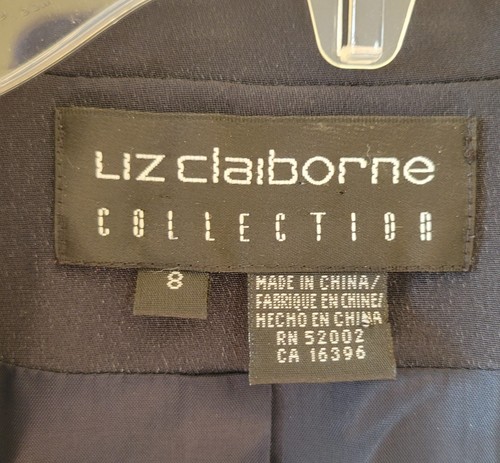 Liz claiborne
COLLECTION
8
MADE IN CHINA/
FABRIQUE EN CHINE/
HECHO EN CHINA
RN 52002
CA 16396